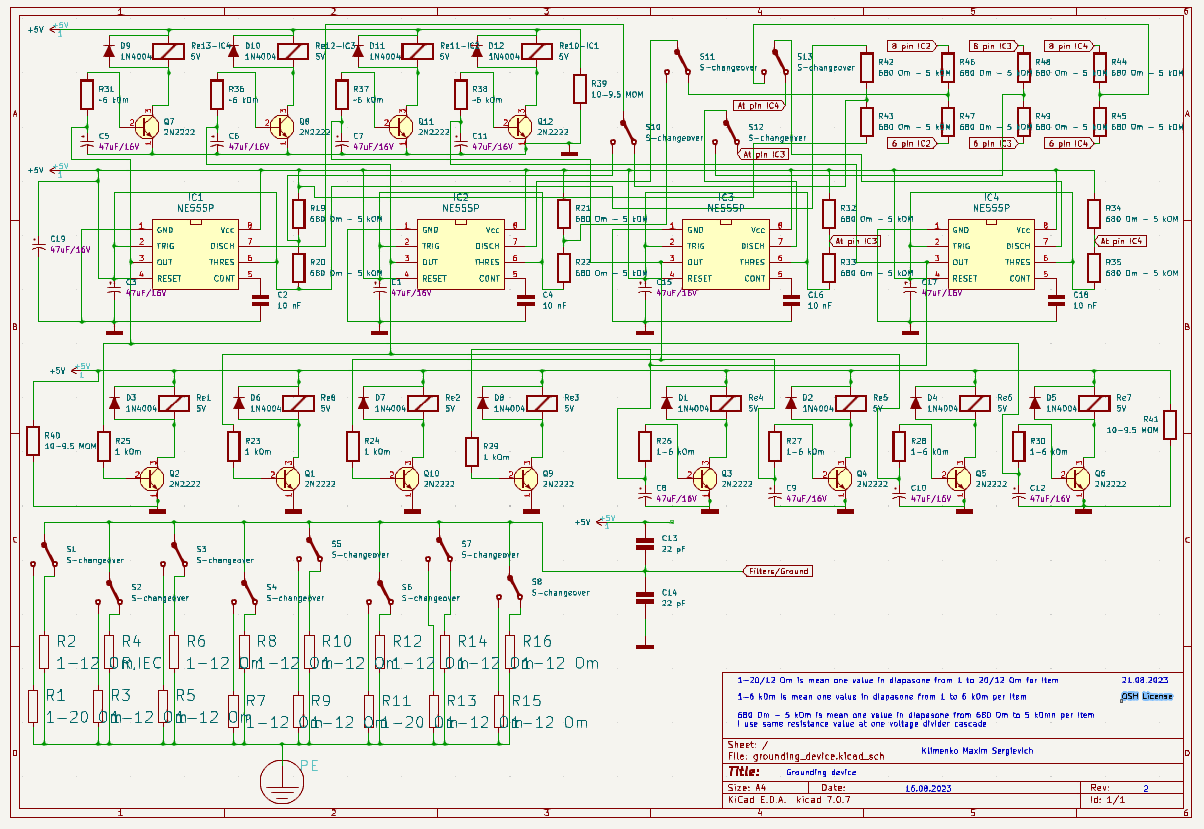 1 2 3 4 5 6
+5V
+5V
1
D9
1N4004
Re13-IC4
5V
D10
1N4004
Re12-IC3
5V
D11
1N4004
Re11-IC2
5V
D12
1N4004
Re10-IC1
5V
R31
~6 kOm
R36
~6 kOm
R37
~6 kOm
R38
~6 kOm
R39
10-9.5 MOM
Q7
2N2222
Q8
2N2222
Q11
2N2222
Q12
2N2222
C5
47uF/16V
C6
47uF/16V
C7
47uF/16V
C11
47uF/16V
S11
S-changeover
S13
S-changeover
S10
S-changeover
S12
S-changeover
At pin IC4
At pin IC3
8 pin IC2
8 pin IC3
8 pin IC4
R42
680 Om - 5 kOM
R46
680 Om - 5 kOM
R48
680 Om - 5 kOM
R44
680 Om - 5 kOM
R43
680 Om - 5 kOM
R47
680 Om - 5 kOM
R49
680 Om - 5 kOM
R45
680 Om - 5 kOM
6 pin IC2
6 pin IC3
6 pin IC4
A
A
+5V
+5V
1
C19
47uF/16V
IC1
NE555P
IC2
NE555P
IC3
NE555P
IC4
NE555P
GND Vcc
TRIG DISCH
OUT THRES
RESET CONT
GND Vcc
TRIG DISCH
OUT THRES
RESET CONT
GND Vcc
TRIG DISCH
OUT THRES
RESET CONT
GND Vcc
TRIG DISCH
OUT THRES
RESET CONT
R19
680 Om - 5 kOM
R20
680 Om - 5 kOM
R21
680 Om - 5 kOM
R22
680 Om - 5 kOM
R32
680 Om - 5 kOM
At pin IC3
R33
680 Om - 5 kOM
R34
680 Om - 5 kOM
At pin IC4
R35
680 Om - 5 kOM
C3
47uF/16V
C2
10 nF
C1
47uF/16V
C4
10 nF
C15
47uF/16V
C16
10 nF
C17
47uF/16V
C18
10 nF
B
B
+5V
+5V
D3
1N4004
Re1
5V
D6
1N4004
Re8
5V
D7
1N4004
Re2
5V
D8
1N4004
Re3
5V
D1
1N4004
Re4
5V
D2
1N4004
Re5
5V
D4
1N4004
Re6
5V
D5
1N4004
Re7
5V
R40
10-9.5 MOM
R25
1 kOm
R23
1 kOm
R24
1 kOm
R29
1 kOm
R26
1-6 kOm
R27
1-6 kOm
R28
1-6 kOm
R30
1-6 kOm
R41
10-9.5 MOM
Q2
2N2222
Q1
2N2222
Q10
2N2222
Q9
2N2222
Q3
2N2222
Q4
2N2222
Q5
2N2222
Q6
2N2222
C8
47uF/16V
C9
47uF/16V
C10
47uF/16V
C12
47uF/16V
C
C
S1
S-changeover
S3
S-changeover
S5
S-changeover
S7
S-changeover
S2
S-changeover
S4
S-changeover
S6
S-changeover
S8
S-changeover
+5V
+5V
1
C13
22 pF
Filters/Ground
C14
22 pF
R2 R4 R6 R8 R10 R12 R14 R16
1-12 Om 1-12 Om 1-12 Om 1-12 Om 1-12 Om 1-12 Om
R1 R3 R5 R7 R9 R11 R13 R15
1-20 Om 1-12 Om 1-12 Om 1-12 Om 1-12 Om 1-20 Om 1-12 Om 1-12 Om
D
D
PE
1-20/12 Om is mean one value in diapasone from 1 to 20/12 Om for item
21.08.2023
1-6 kOm is mean one value in diapasone from 1 to 6 kOm per item
OSH License
680 Om - 5 kOm is mean one value in diapasone from 680 Om to 5 kOmn per item
I use same resistance value at one voltage divider cascade
Sheet: /
File: grounding_device.kicad_sch
Klimenko Maxim Sergievich
Title: Grounding device
Size: A4 Date: 16.08.2023 Rev: 2
KiCad E.D.A. kicad 7.0.7 Id: 1/1
1 2 3 4 5 6